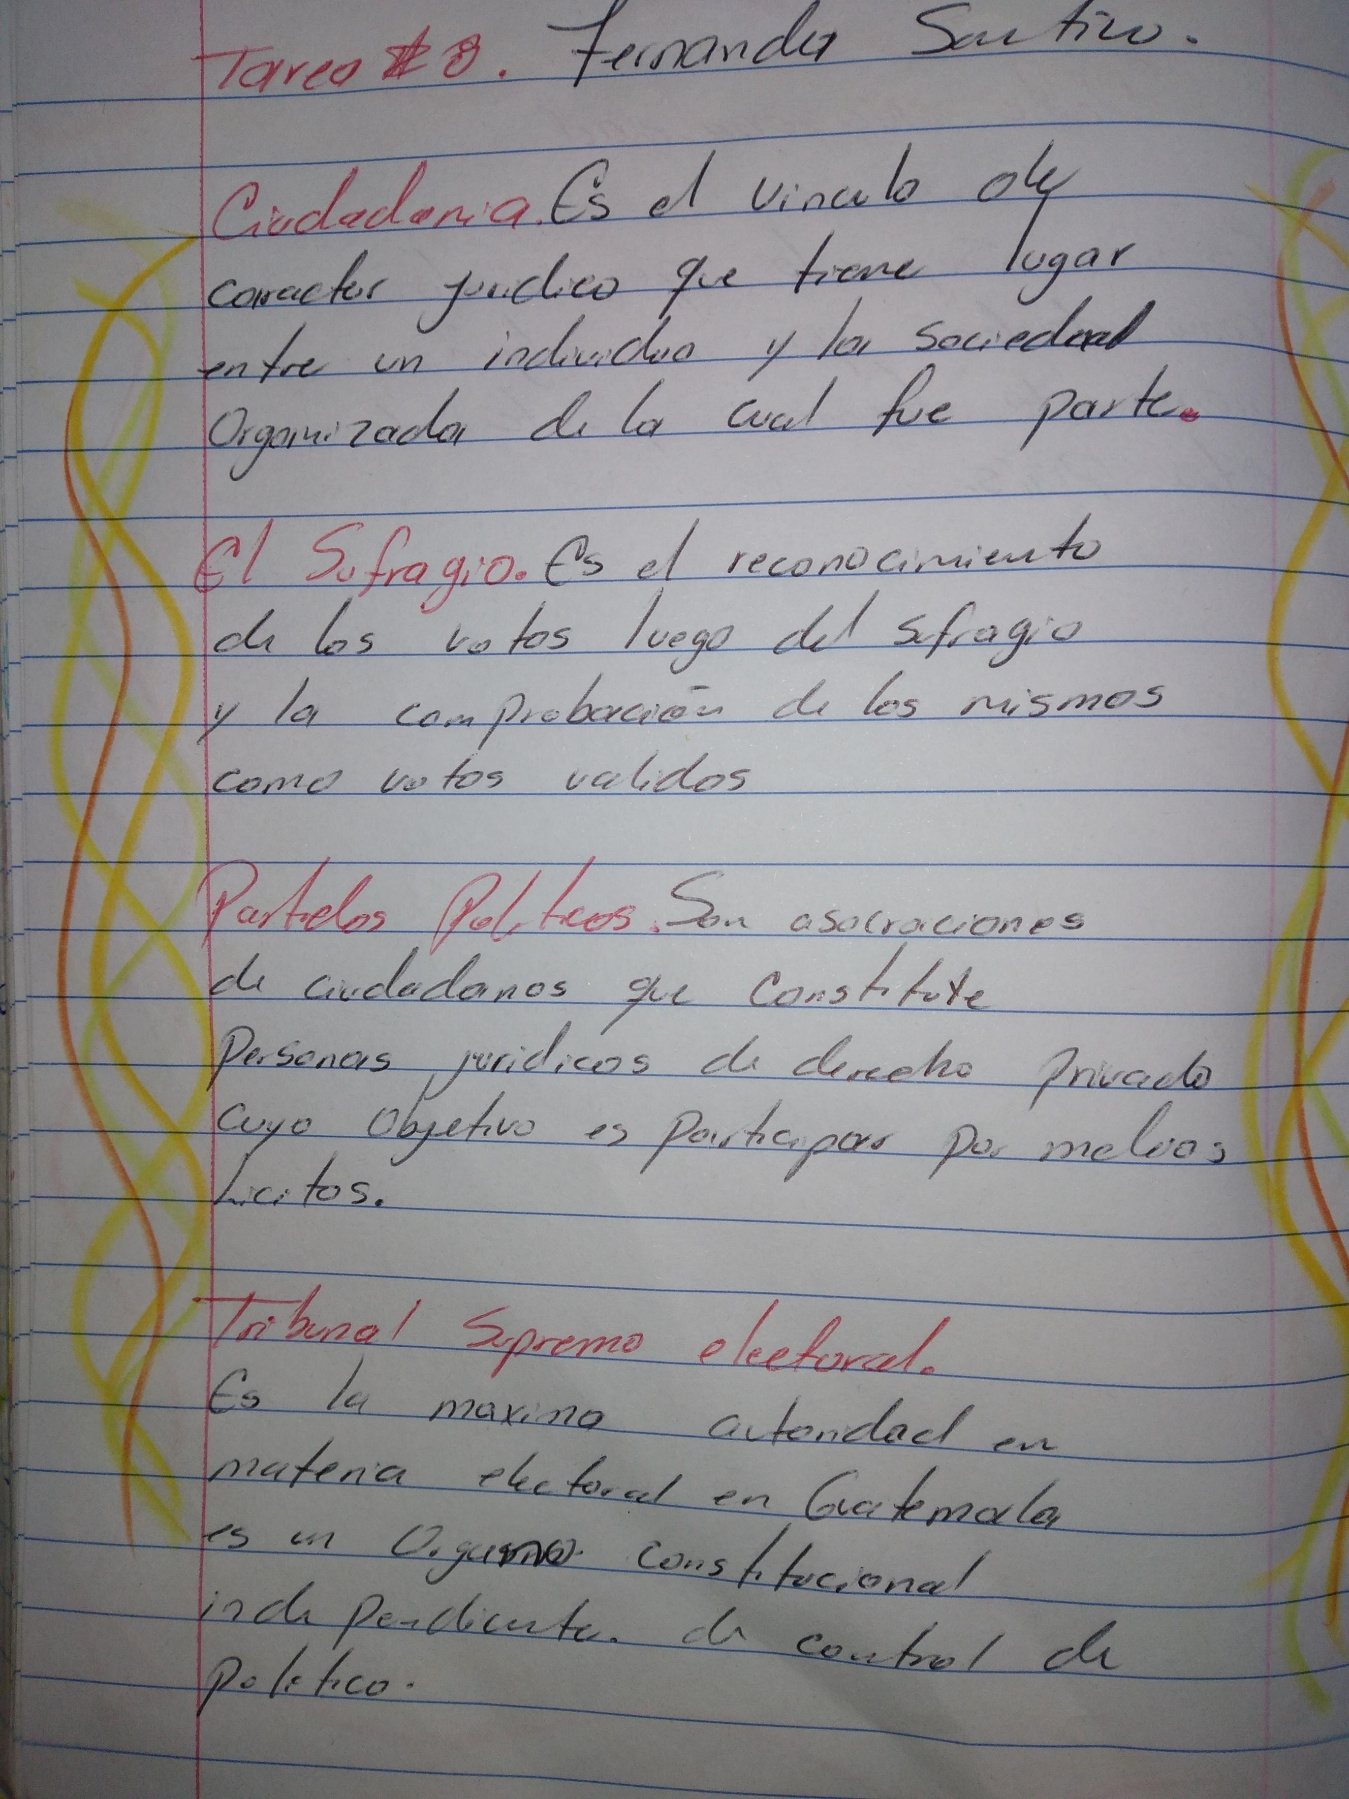 Tarea #8. Fernanda
Ciudadania. Es el vinculo de
caracter juridico que tiene lugar
entre un individuo y la sociedad
Organizada de la cual fue parte.
El Sufragio. Es el reconocimiento
de los votos luego del sufragio
y la comprobación de los mismos
como votos validos
Partidos Politicos. Son asociaciones
de ciudadanos que constitute
Personas juridicos de derecho privado
cuyo Objetivo es participar por medios
Licitos.
Tribunal Supremo electoral.
Es la maxima autoridad en
materia electoral en Guatemala
es un Organo constitucional
independiente. de control de
politico.